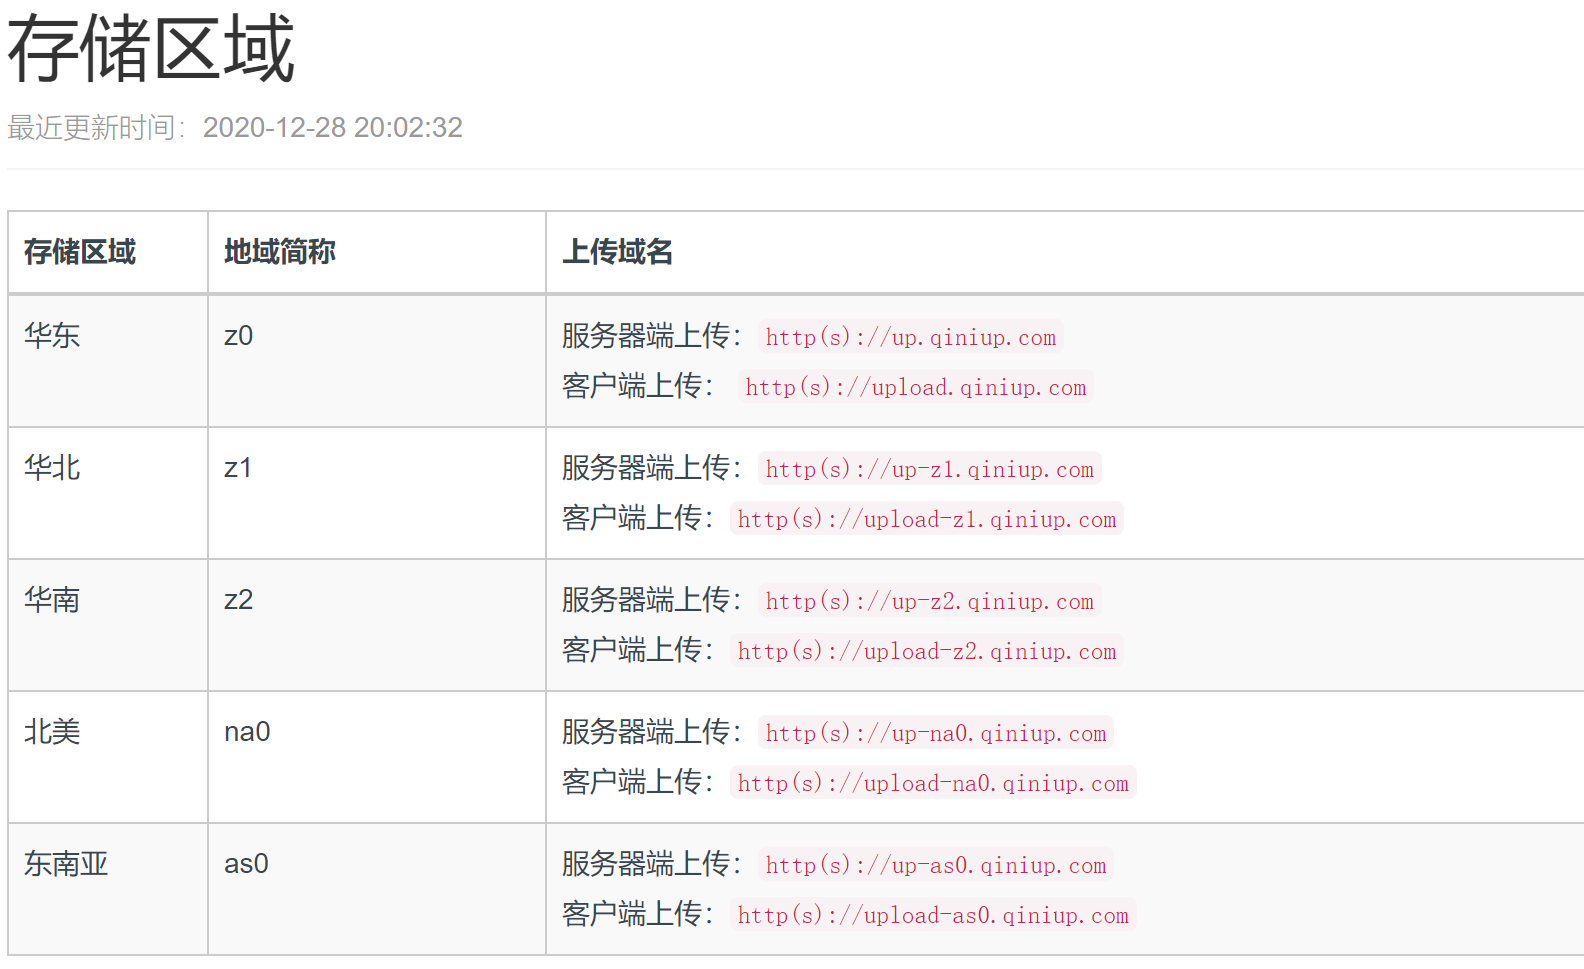 存储区域
最近更新时间：2020-12-28 20:02:32
存储区域 地域简称 上传域名
华东 z0 服务器端上传：http(s)://up.qiniup.com
客户端上传： http(s)://upload.qiniup.com
华北 z1 服务器端上传：http(s)://up-z1.qiniup.com
客户端上传：http(s)://upload-z1.qiniup.com
华南 z2 服务器端上传：http(s)://up-z2.qiniup.com
客户端上传：http(s)://upload-z2.qiniup.com
北美 na0 服务器端上传：http(s)://up-na0.qiniup.com
客户端上传：http(s)://upload-na0.qiniup.com
东南亚 as0 服务器端上传：http(s)://up-as0.qiniup.com
客户端上传：http(s)://upload-as0.qiniup.com